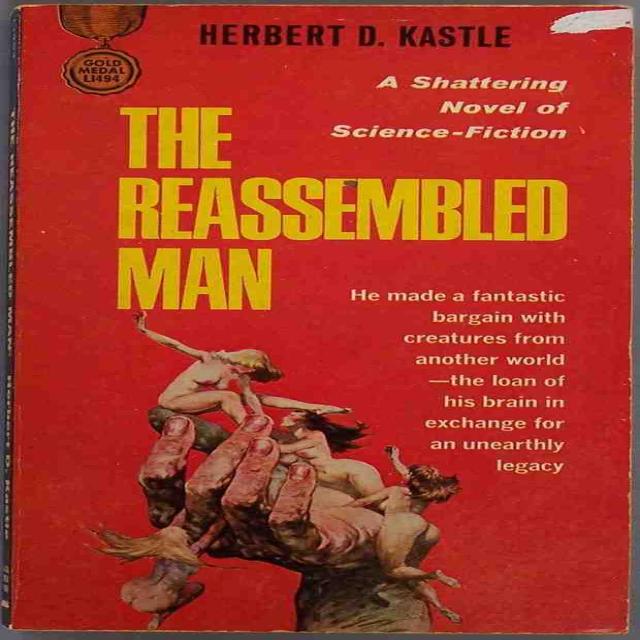 HERBERT D. KASTLE
GOLD
MEDAL
L1494
A Shattering
Novel of
Science-Fiction
THE
REASSEMBLED
MAN
He made a fantastic
bargain with
creatures from
another world
—the loan of
his brain in
exchange for
an unearthly
legacy
THE REASSEMBLED MAN Herbert D. Kastle